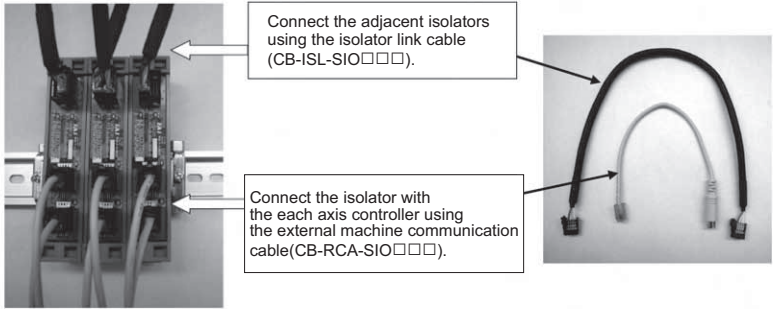 Connect the adjacent isolators
using the isolator link cable
(CB-ISL-SIO□□□).
Connect the isolator with
the each axis controller using
the external machine communication
cable(CB-RCA-SIO□□□).